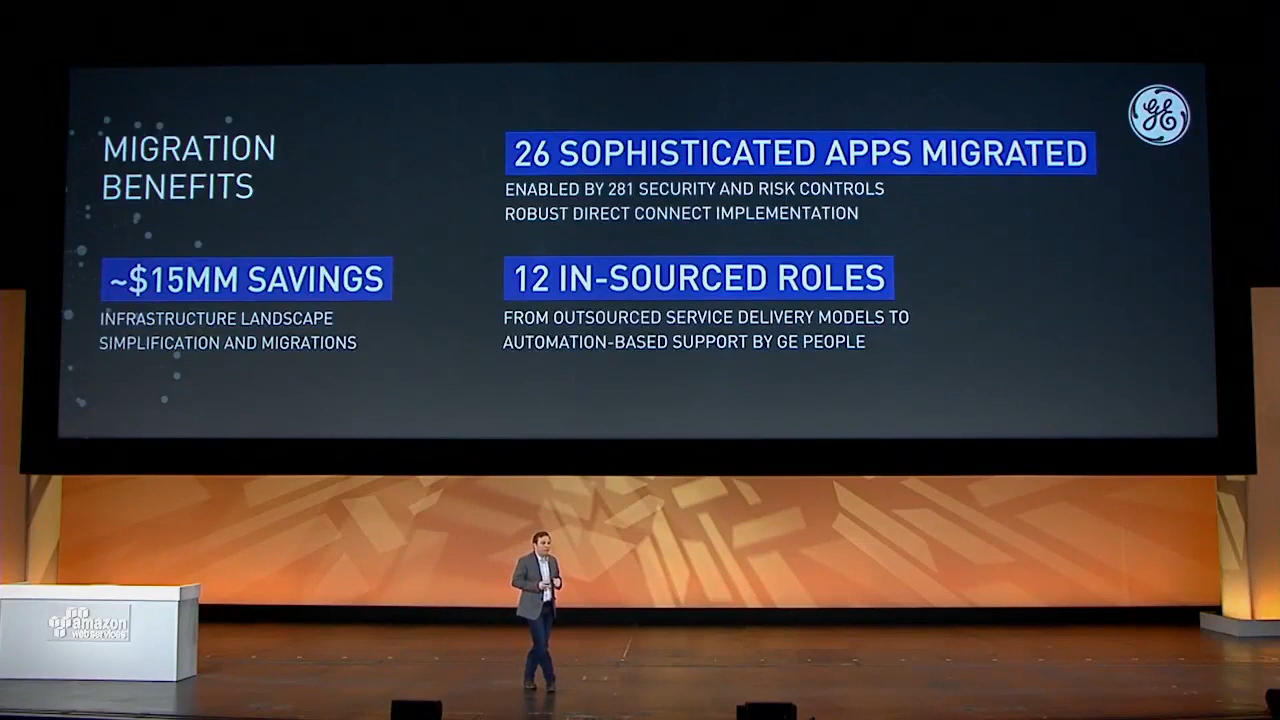 MIGRATION
BENEFITS
~$15MM SAVINGS
INFRASTRUCTURE LANDSCAPE
SIMPLIFICATION AND MIGRATIONS
26 SOPHISTICATED APPS MIGRATED
ENABLED BY 281 SECURITY AND RISK CONTROLS
ROBUST DIRECT CONNECT IMPLEMENTATION
12 IN-SOURCED ROLES
FROM OUTSOURCED SERVICE DELIVERY MODELS TO
AUTOMATION-BASED SUPPORT BY GE PEOPLE
GE
amazon
webservices